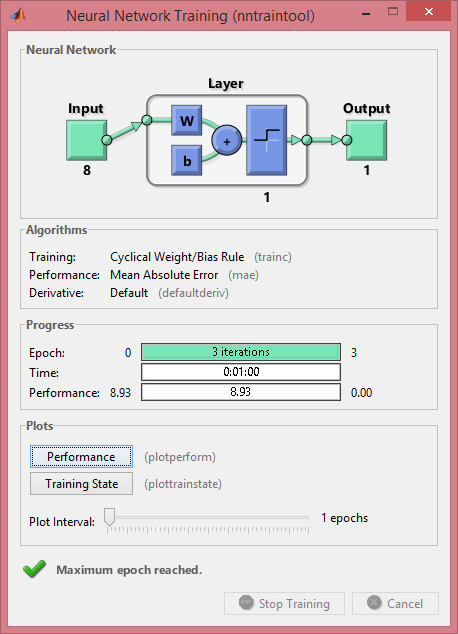 Neural Network Training (nntraintool)
Neural Network
Layer
Input
Output
W
b
+
8
1
1
Algorithms
Training: Cyclical Weight/Bias Rule (trainc)
Performance: Mean Absolute Error (mae)
Derivative: Default (defaultderiv)
Progress
Epoch: 0 3 iterations 3
Time: 0:01:00
Performance: 8.93 8.93 0.00
Plots
Performance (plotperform)
Training State (plottrainstate)
Plot Interval: 1 epochs
Maximum epoch reached.
Stop Training Cancel